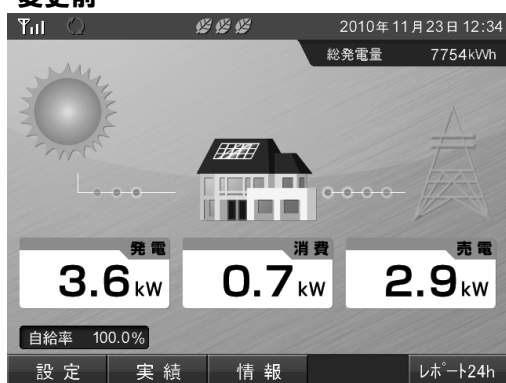 変更前
2010年11月23日 12:34
総発電量 7754kWh
発電 消費 売電
3.6kW 0.7kW 2.9kW
自給率 100.0%
設定 実績 情報 レポート24h